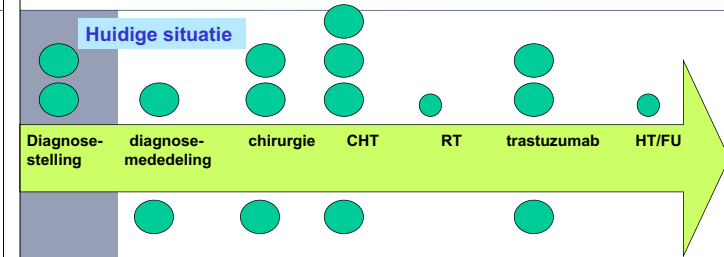 Huidige situatie
Diagnose- diagnose- chirurgie CHT RT trastuzumab HT/FU
stelling mededeling